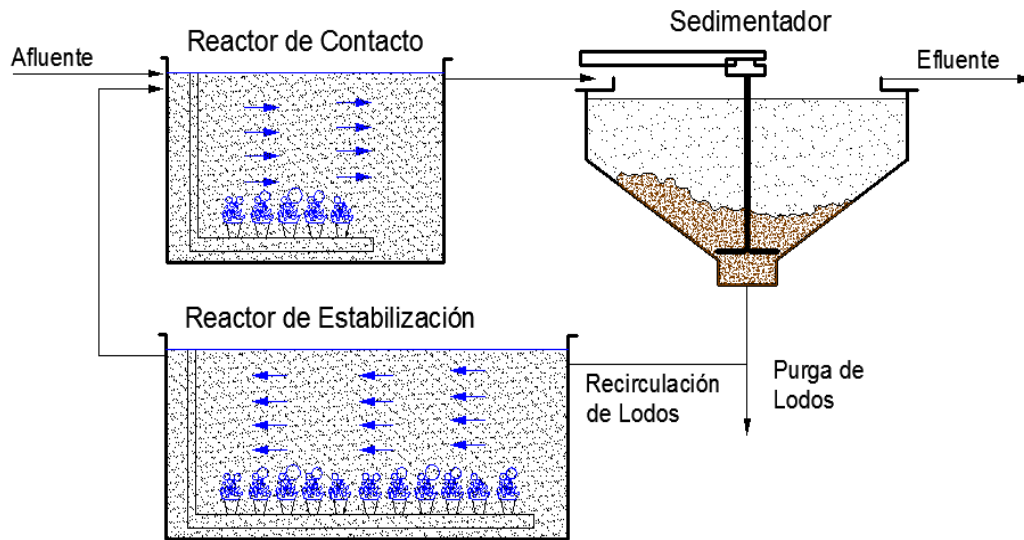 Sedimentador
Reactor de Contacto
Afluente
Efluente
Reactor de Estabilización
Recirculación
de Lodos
Purga de
Lodos